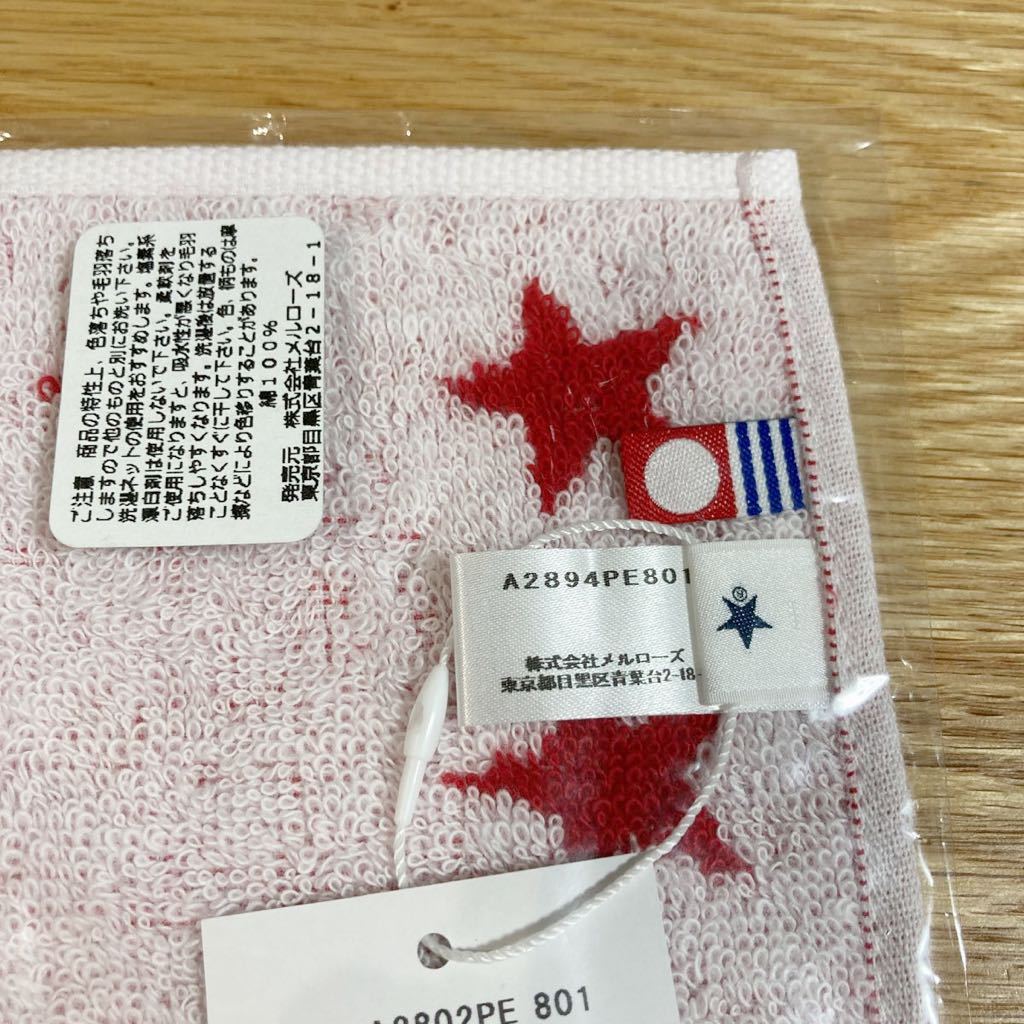 ご注意　商品の特性上、色落ちや毛羽落ち
しますので他のものと別にお洗い下さい。
洗濯ネットの使用をおすすめします。塩素系
漂白剤は使用しないで下さい。柔軟剤を
ご使用になりますと、吸水性が悪くなり毛羽
落ちしやすくなります。洗濯後は放置する
ことなくすぐに干して下さい。色、柄ものは摩
擦などにより色移りすることがあります。
綿100%
発売元　株式会社メルローズ
東京都目黒区青葉台2-18-1
A2894PE801
株式会社メルローズ
東京都目黒区青葉台2-18-
801